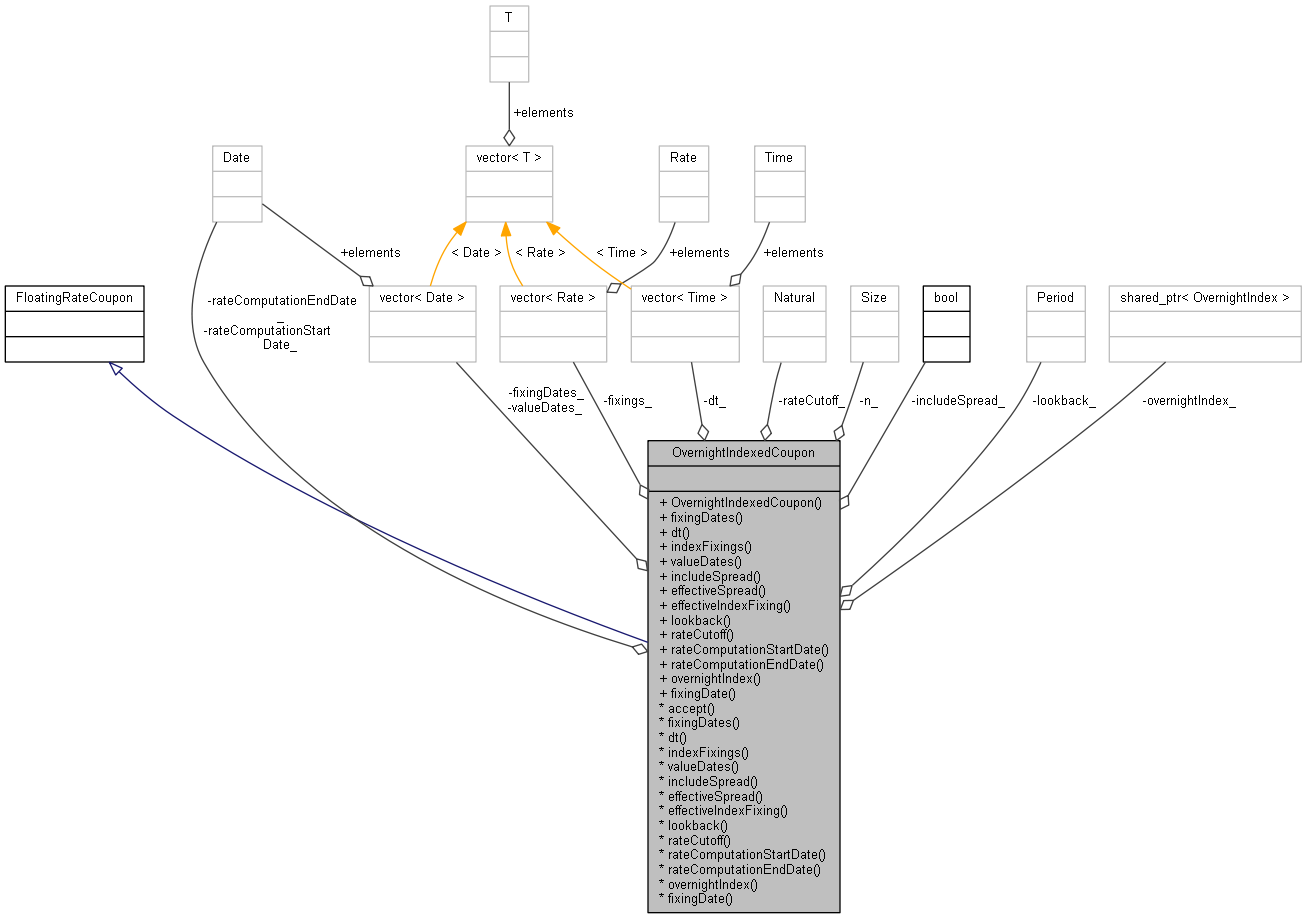 T
+elements
Date
vector< T >
Rate
Time
+elements
< Date >
< Rate >
< Time >
+elements
+elements
FloatingRateCoupon
-rateComputationEndDate
_
-rateComputationStart
Date_
vector< Date >
vector< Rate >
vector< Time >
Natural
Size
bool
Period
shared_ptr< OvernightIndex >
-fixingDates_
-valueDates_
-fixings_
-dt_
-rateCutoff_
-n_
-includeSpread_
-lookback_
-overnightIndex_
OvernightIndexedCoupon
+ OvernightIndexedCoupon()
+ fixingDates()
+ dt()
+ indexFixings()
+ valueDates()
+ includeSpread()
+ effectiveSpread()
+ effectiveIndexFixing()
+ lookback()
+ rateCutoff()
+ rateComputationStartDate()
+ rateComputationEndDate()
+ overnightIndex()
+ fixingDate()
* accept()
* fixingDates()
* dt()
* indexFixings()
* valueDates()
* includeSpread()
* effectiveSpread()
* effectiveIndexFixing()
* lookback()
* rateCutoff()
* rateComputationStartDate()
* rateComputationEndDate()
* overnightIndex()
* fixingDate()